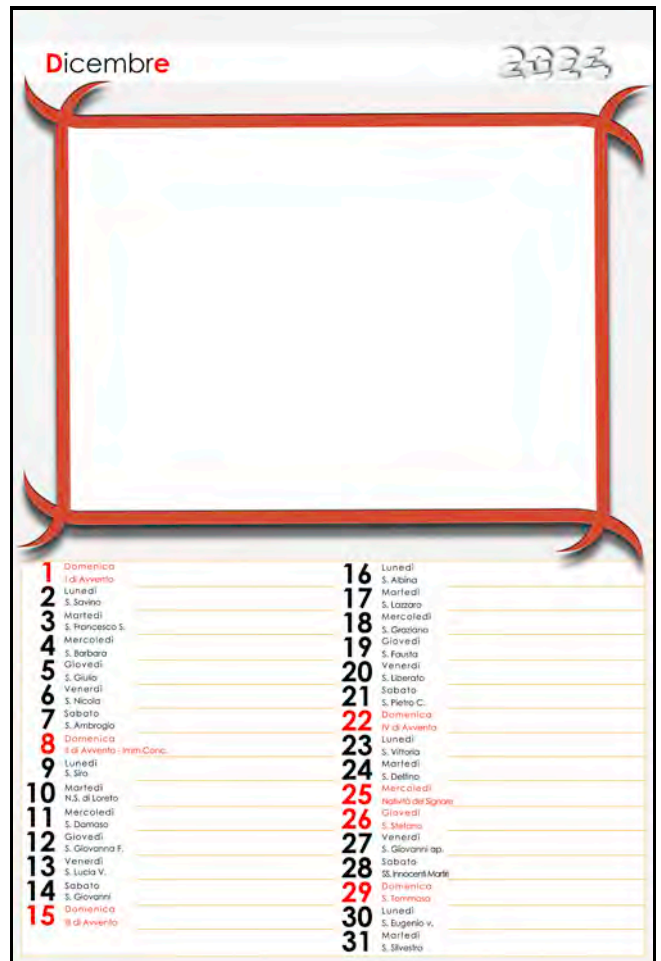 Dicembre
2024
1 Domenica
I di Avvento
2 Lunedì
S. Savino
3 Martedì
S. Francesco S.
4 Mercoledì
S. Barbara
5 Giovedì
S. Giulio
6 Venerdì
S. Nicola
7 Sabato
S. Ambrogio
8 Domenica
II di Avvento - Imm Conc.
9 Lunedì
S. Siro
10 Martedì
N.S. di Loreto
11 Mercoledì
S. Damaso
12 Giovedì
S. Giovanna F.
13 Venerdì
S. Lucia V.
14 Sabato
S. Giovanni
15 Domenica
III di Avvento
16 Lunedì
S. Albina
17 Martedì
S. Lazzaro
18 Mercoledì
S. Graziano
19 Giovedì
S. Fausta
20 Venerdì
S. Liberato
21 Sabato
S. Pietro C.
22 Domenica
IV di Avvento
23 Lunedì
S. Vittoria
24 Martedì
S. Delfino
25 Mercoledì
Natività del Signore
26 Giovedì
S. Stefano
27 Venerdì
S. Giovanni ap.
28 Sabato
SS. Innocenti Martiri
29 Domenica
S. Tommaso
30 Lunedì
S. Eugenio v.
31 Martedì
S. Silvestro